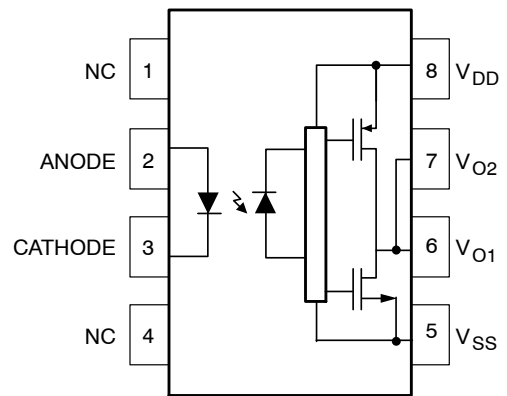 NC 1
ANODE 2
CATHODE 3
NC 4
8 VDD
7 VO2
6 VO1
5 VSS